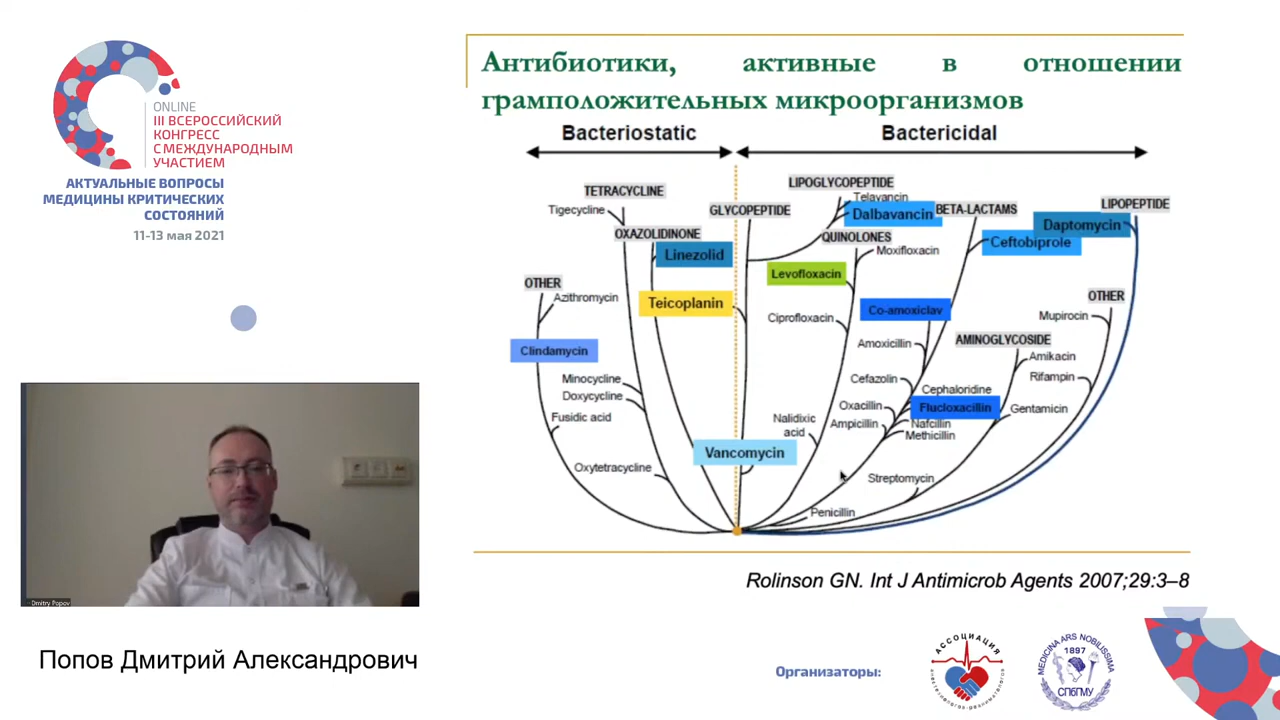 ONLINE
III ВСЕРОССИЙСКИЙ
КОНГРЕСС
С МЕЖДУНАРОДНЫМ
УЧАСТИЕМ
АКТУАЛЬНЫЕ ВОПРОСЫ
МЕДИЦИНЫ КРИТИЧЕСКИХ
СОСТОЯНИЙ
11-13 мая 2021
Dmitry Popov
Попов Дмитрий Александрович
Антибиотики, активные в отношении
грамположительных микроорганизмов
Bacteriostatic
Bactericidal
TETRACYCLINE
Tigecycline
OXAZOLIDINONE
Linezolid
GLYCOPEPTIDE
LIPOGLYCOPEPTIDE
Telavancin
Dalbavancin
BETA-LACTAMS
LIPOPEPTIDE
Daptomycin
QUINOLONES
Ceftobiprole
Moxifloxacin
Levofloxacin
OTHER
Azithromycin
Teicoplanin
Ciprofloxacin
Co-amoxiclav
OTHER
Mupirocin
Clindamycin
Amoxicillin
AMINOGLYCOSIDE
Amikacin
Minocycline
Doxycycline
Cefazolin
Cephaloridine
Rifampin
Fusidic acid
Nalidixic
acid
Oxacillin
Flucloxacillin
Gentamicin
Ampicillin
Nafcillin
Methicillin
Vancomycin
Oxytetracycline
Streptomycin
Penicillin
Rolinson GN. Int J Antimicrob Agents 2007;29:3–8
Организаторы:
АССОЦИАЦИЯ
MEDICINA ARS NOBILISSIMA
1897
СПбГМУ